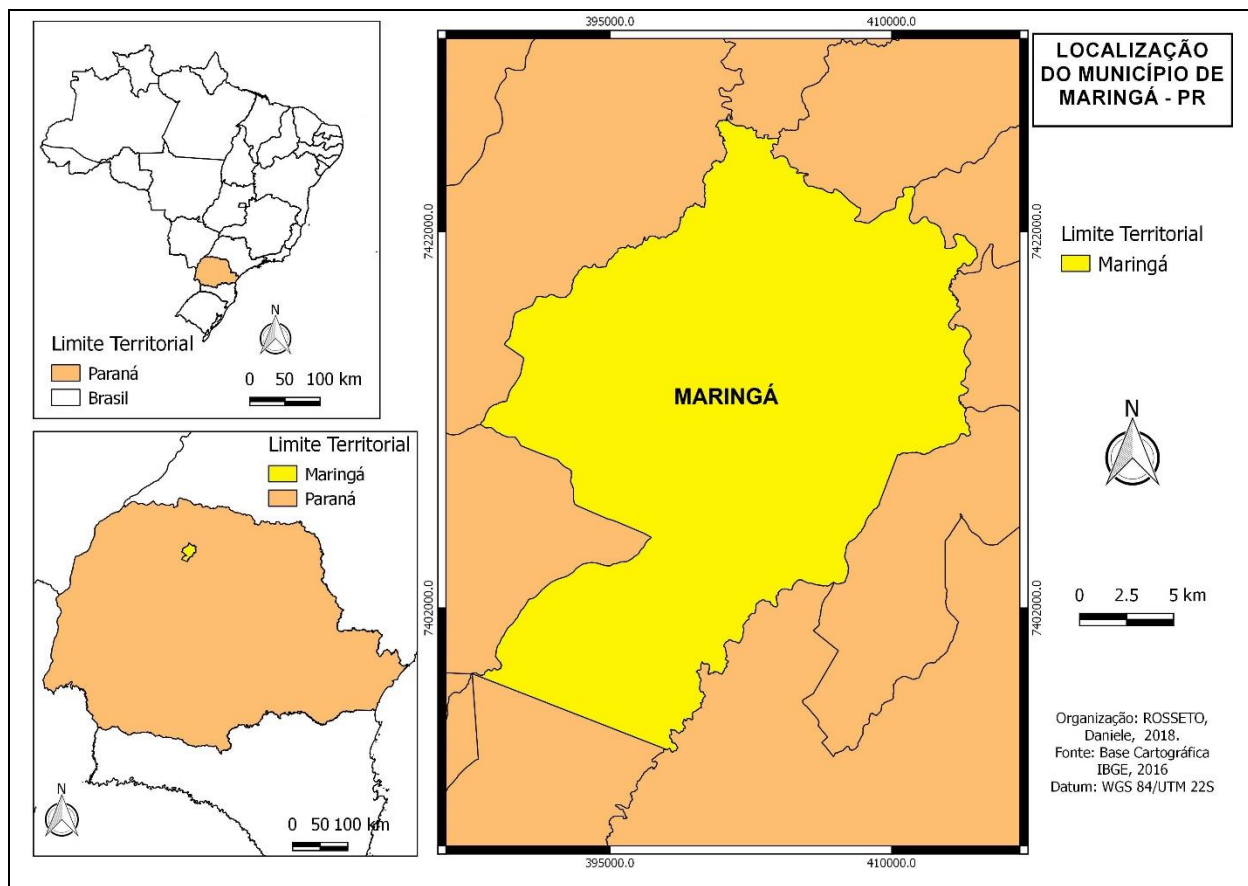 LOCALIZAÇÃO
DO MUNICÍPIO DE
MARINGÁ - PR
N
Limite Territorial
Paraná
Brasil
0 50 100 km
Limite Territorial
Maringá
Paraná
N
0 50 100 km
395000.0 410000.0
7422000.0 7422000.0
MARINGÁ
7402000.0 7402000.0
395000.0 410000.0
Limite Territorial
Maringá
N
0 2.5 5 km
Organização: ROSSETO,
Daniele, 2018.
Fonte: Base Cartográfica
IBGE, 2016
Datum: WGS 84/UTM 22S